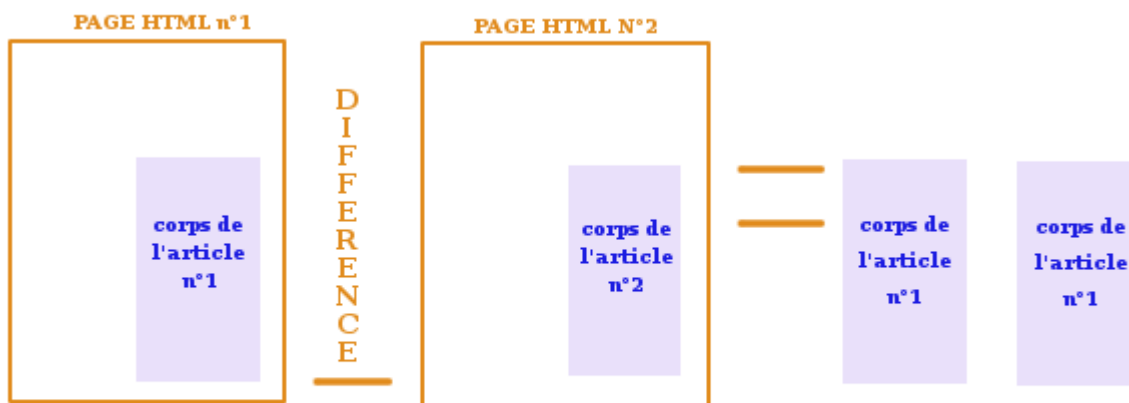 PAGE HTML n°1
PAGE HTML N°2
DIFFERENCE
corps de
l'article
n°1
corps de
l'article
n°2
corps de
l'article
n°1
corps de
l'article
n°1